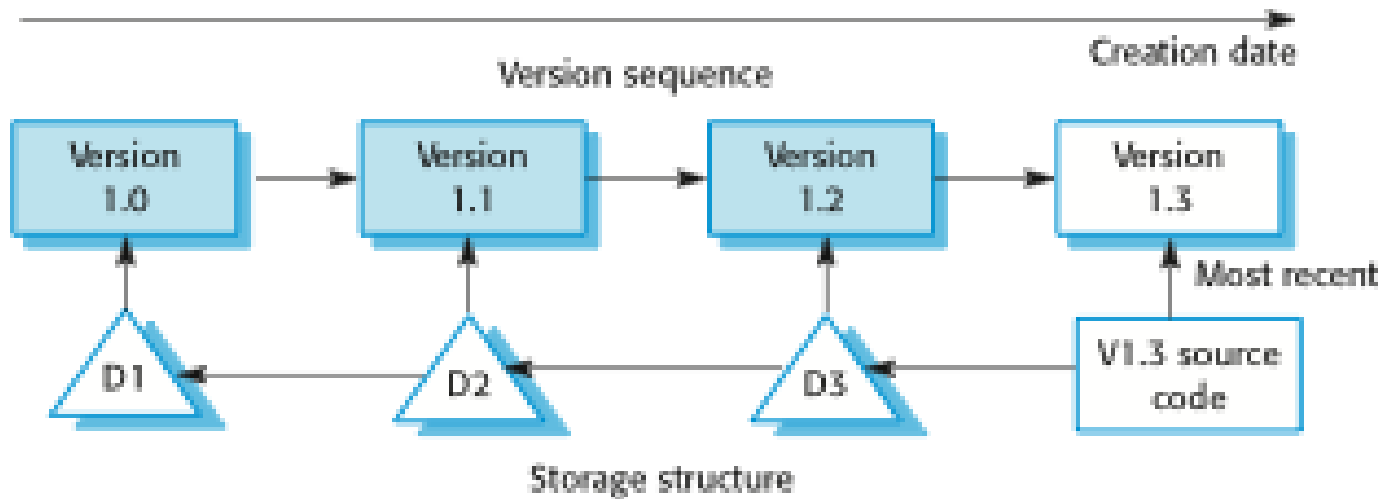 Creation date
Version sequence
Version
1.0
Version
1.1
Version
1.2
Version
1.3
Most recent
D1
D2
D3
V1.3 source
code
Storage structure